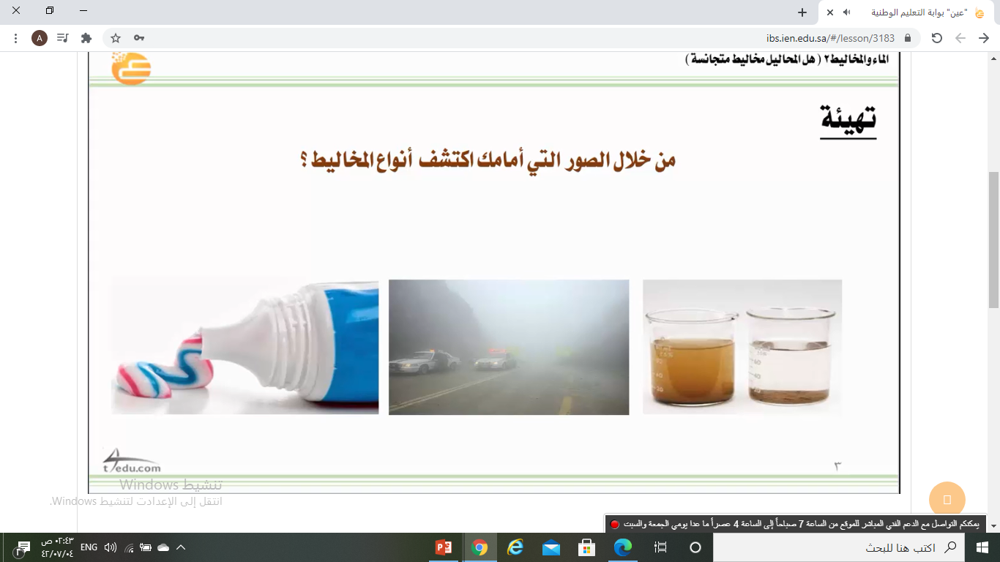 "عين" بوابة التعليم الوطنية
ibs.ien.edu.sa/#/lesson/3183
A
الماء والمخاليط٢ ( هل المحاليل مخاليط متجانسة )
تهيئة
من خلال الصور التي أمامك اكتشف أنواع المخاليط ؟
t4edu.com
٣
تنشيط Windows
انتقل إلى الإعدادت لتنشيط Windows.
يمكنكم التواصل مع الدعم الفني المباشر للموقع من الساعة 7 صباحاً إلى الساعة 4 عصراً ما عدا يومي الجمعة والسبت
اكتب هنا للبحث
ENG
٠٢:٤٣ ص
٤٢/٠٧/٠٤